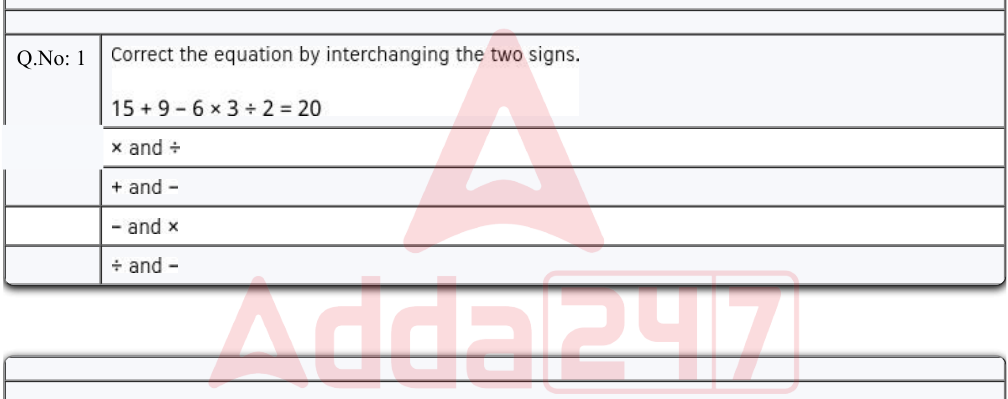 Q.No: 1
Correct the equation by interchanging the two signs.
15 + 9 – 6 × 3 ÷ 2 = 20
× and ÷
+ and –
– and ×
÷ and –
Adda247